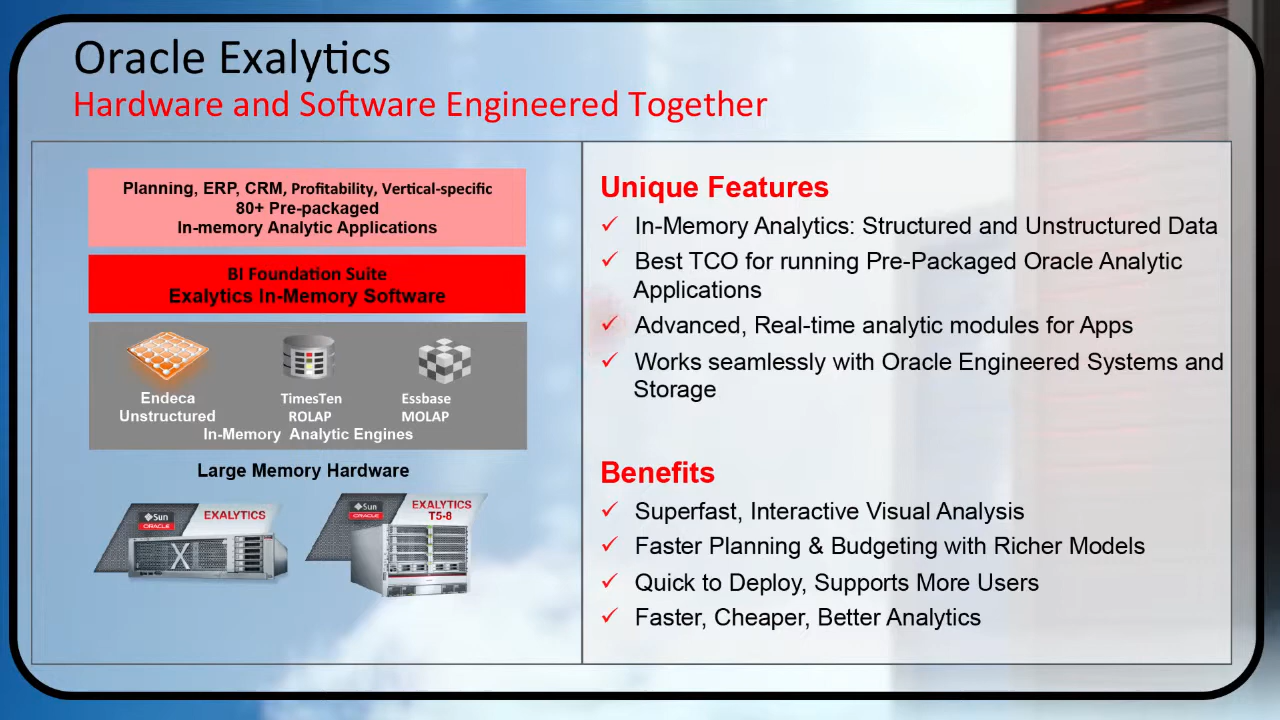 Oracle Exalytics
Hardware and Software Engineered Together
Planning, ERP, CRM, Profitability, Vertical-specific
80+ Pre-packaged
In-memory Analytic Applications
BI Foundation Suite
Exalytics In-Memory Software
Endeca
Unstructured
TimesTen
ROLAP
Essbase
MOLAP
In-Memory Analytic Engines
Large Memory Hardware
Sun
ORACLE
EXALYTICS
X
Sun
ORACLE
EXALYTICS
T5-8
Unique Features
✓ In-Memory Analytics: Structured and Unstructured Data
✓ Best TCO for running Pre-Packaged Oracle Analytic
Applications
✓ Advanced, Real-time analytic modules for Apps
✓ Works seamlessly with Oracle Engineered Systems and
Storage
Benefits
✓ Superfast, Interactive Visual Analysis
✓ Faster Planning & Budgeting with Richer Models
✓ Quick to Deploy, Supports More Users
✓ Faster, Cheaper, Better Analytics